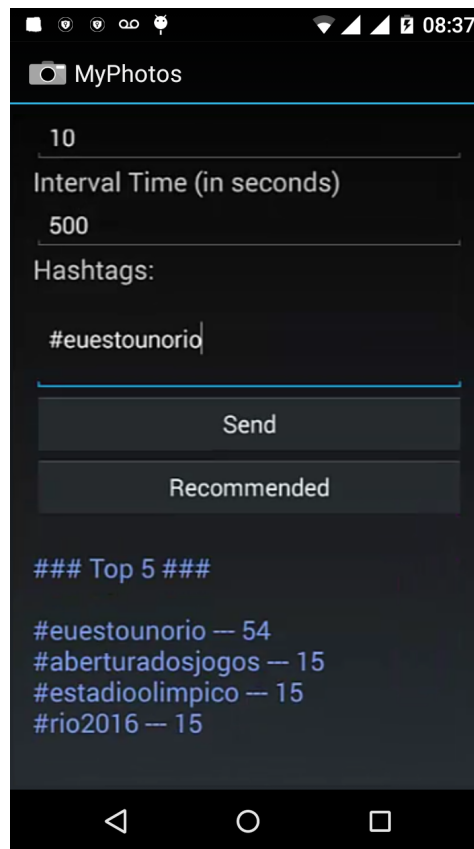 08:37
MyPhotos
10
Interval Time (in seconds)
500
Hashtags:
#euestounorio
Send
Recommended
### Top 5 ###
#euestounorio --- 54
#aberturadosjogos --- 15
#estadioolimpico --- 15
#rio2016 --- 15